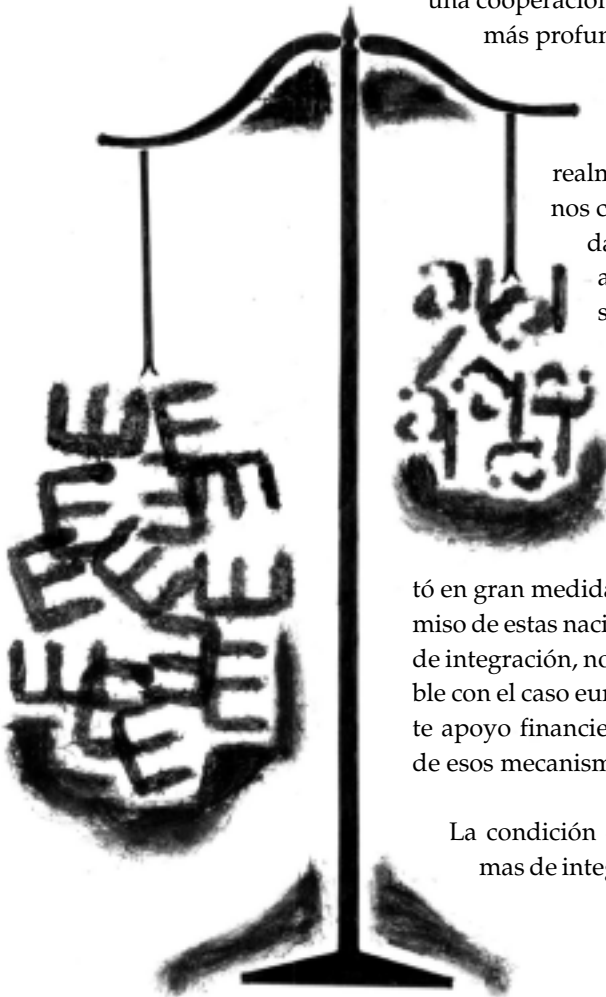 una cooperación
más profun
realm
nos c
da
a
s
tó en gran medida
miso de estas naci
de integración, no
ble con el caso eur
te apoyo financie
de esos mecanism
La condición
mas de integ